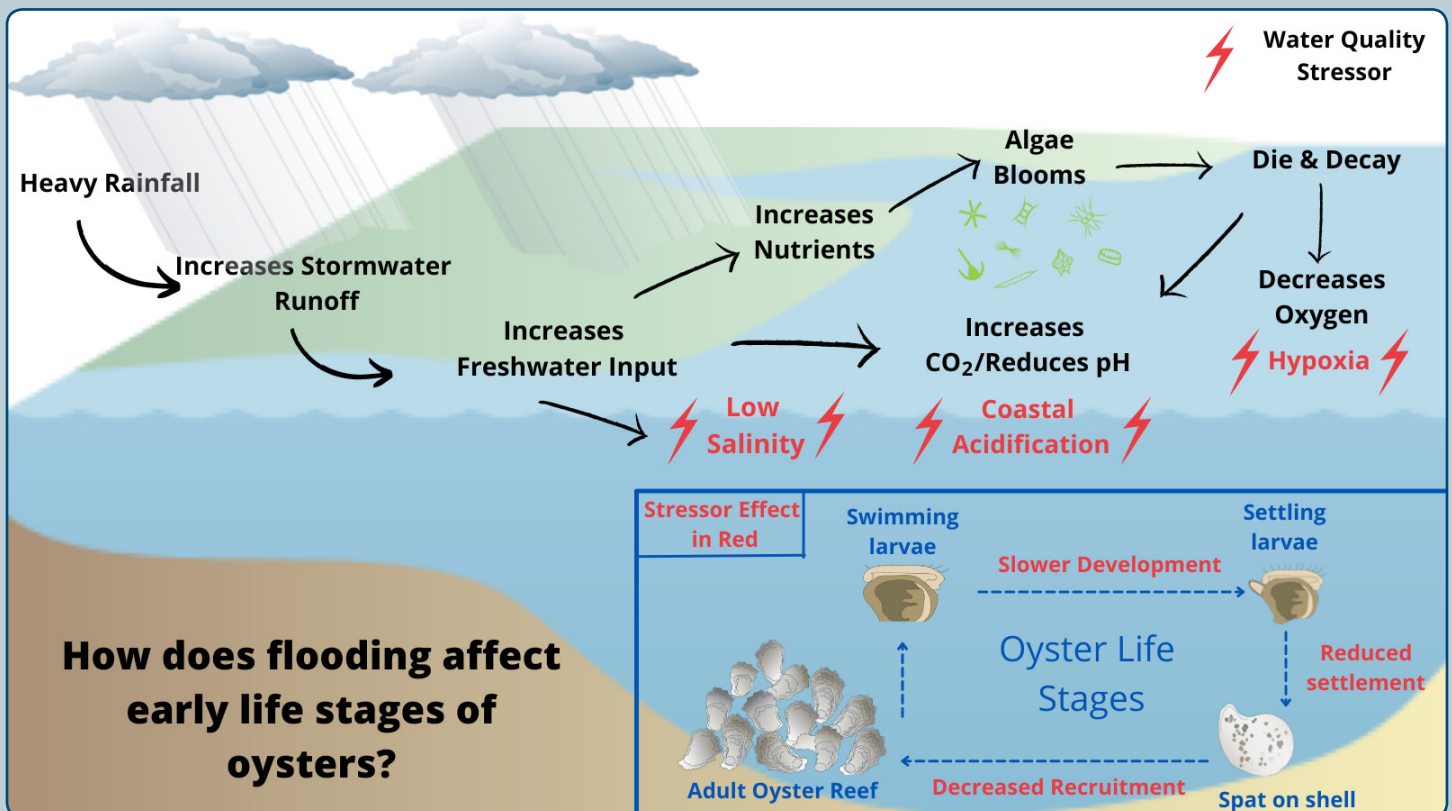 Water Quality
Stressor
Heavy Rainfall
Increases Stormwater
Runoff
Increases
Freshwater Input
Increases
Nutrients
Algae
Blooms
Die & Decay
Decreases
Oxygen
Hypoxia
Increases
CO₂/Reduces pH
Coastal
Acidification
Low
Salinity
How does flooding affect
early life stages of
oysters?
Stressor Effect
in Red
Swimming
larvae
Slower Development
Settling
larvae
Oyster Life
Stages
Reduced
settlement
Spat on shell
Decreased Recruitment
Adult Oyster Reef